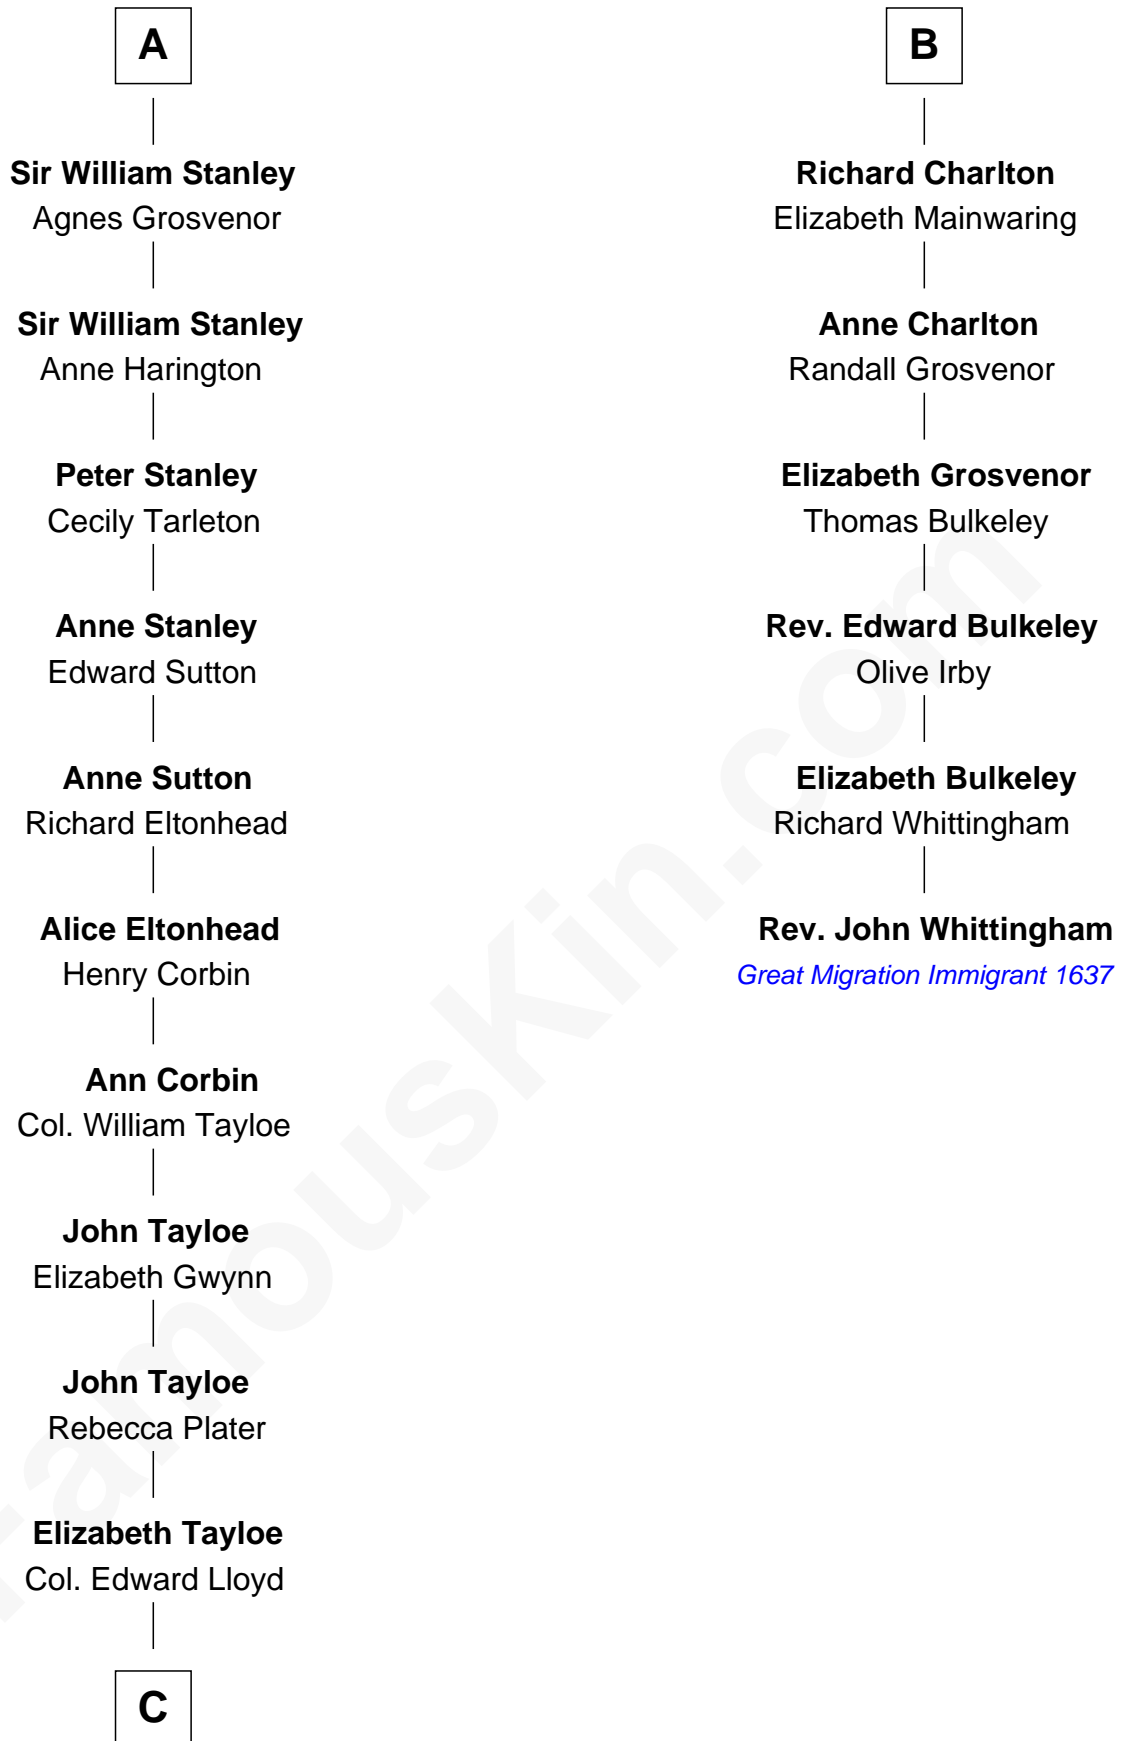 A
Sir William Stanley
Agnes Grosvenor
Sir William Stanley
Anne Harington
Peter Stanley
Cecily Tarleton
Anne Stanley
Edward Sutton
Anne Sutton
Richard Eltonhead
Alice Eltonhead
Henry Corbin
Ann Corbin
Col. William Tayloe
John Tayloe
Elizabeth Gwynn
John Tayloe
Rebecca Plater
Elizabeth Tayloe
Col. Edward Lloyd
C
B
Richard Charlton
Elizabeth Mainwaring
Anne Charlton
Randall Grosvenor
Elizabeth Grosvenor
Thomas Bulkeley
Rev. Edward Bulkeley
Olive Irby
Elizabeth Bulkeley
Richard Whittingham
Rev. John Whittingham
Great Migration Immigrant 1637
FamousKin.com